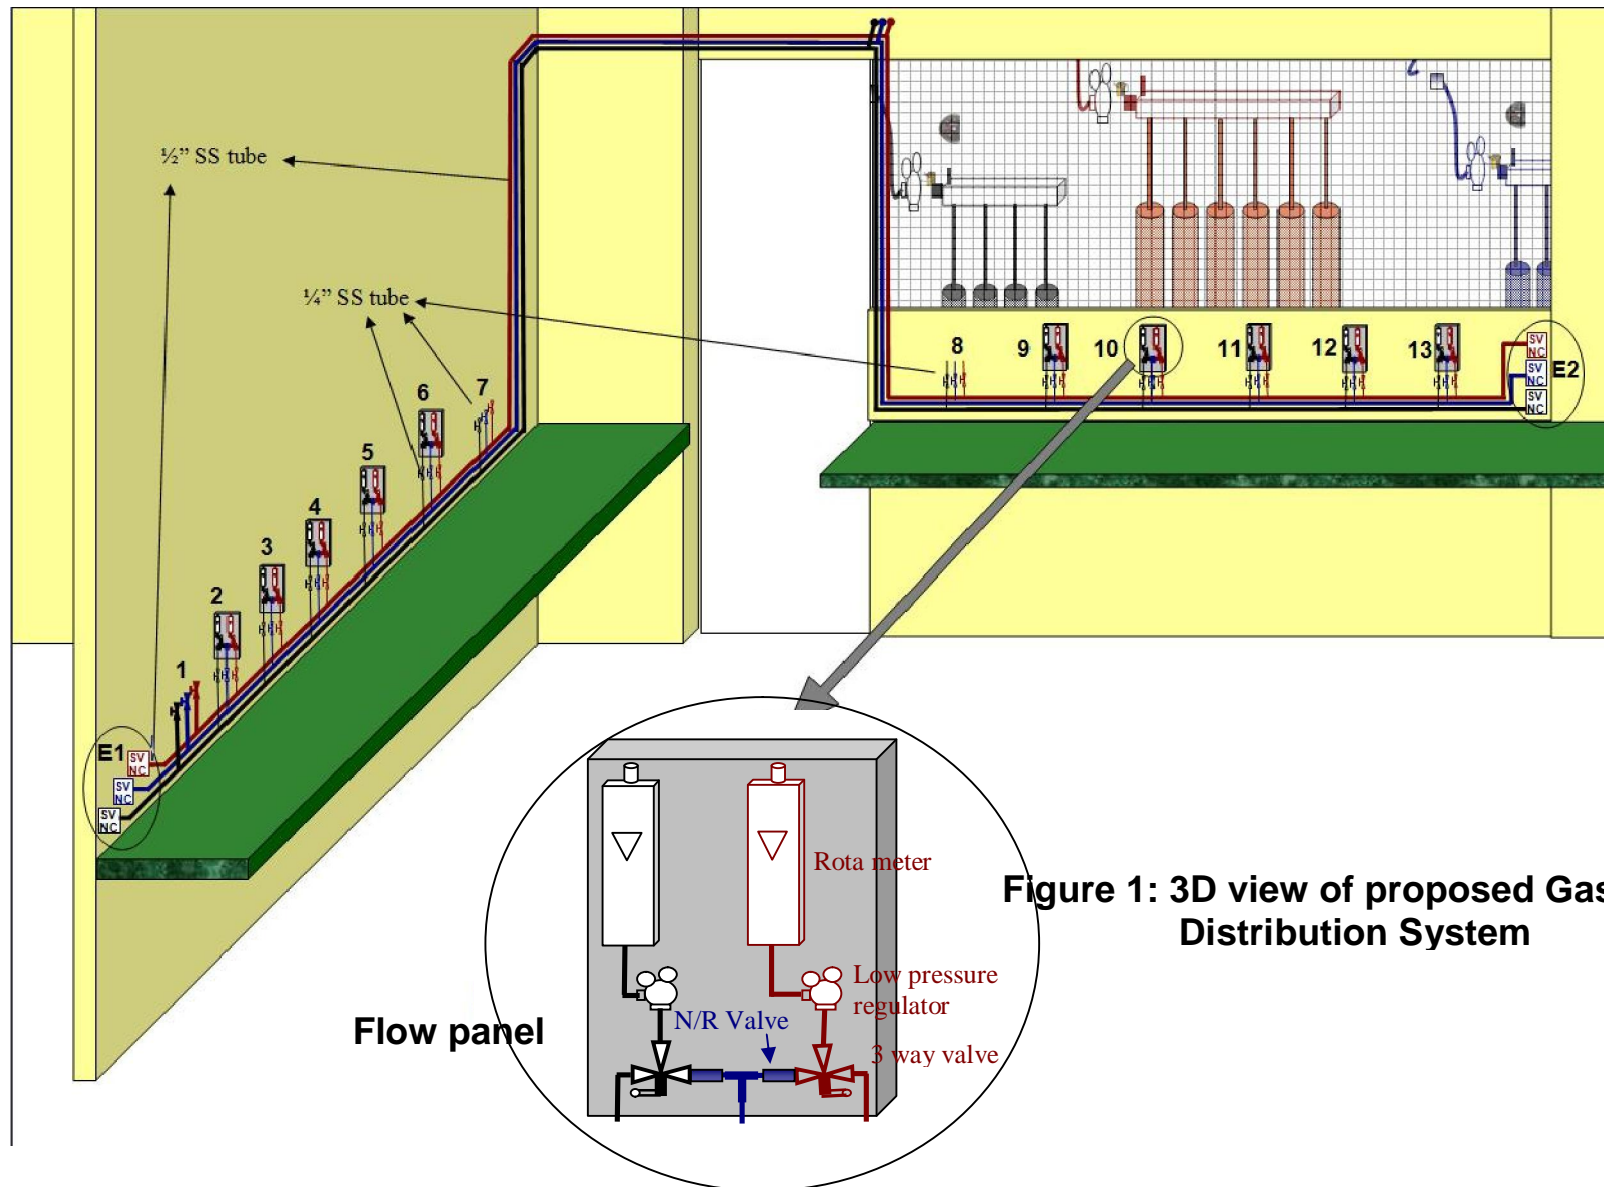 ½” SS tube
¼” SS tube
8
9
10
11
12
13
SV
NC
SV
NC
SV
NC
E2
7
6
5
4
3
2
1
E1
SV
NC
SV
NC
SV
NC
Rota meter
Low pressure
regulator
N/R Valve
3 way valve
Flow panel
Figure 1: 3D view of proposed Gas
Distribution System